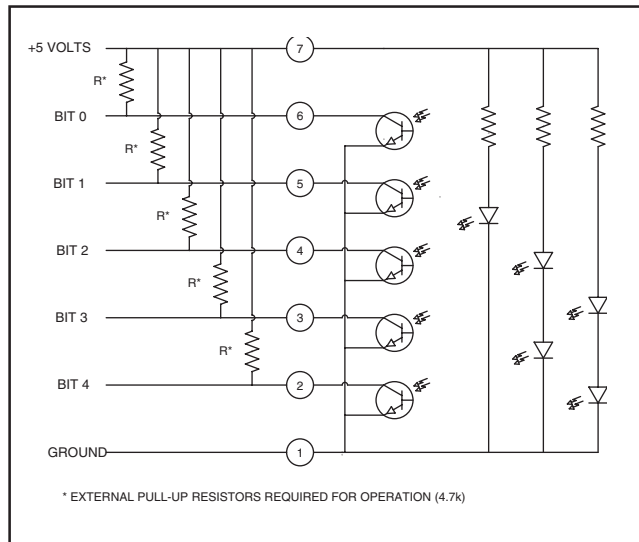 +5 VOLTS 7
R*
BIT 0 6
R*
BIT 1 5
R*
BIT 2 4
R*
BIT 3 3
R*
BIT 4 2
GROUND 1
* EXTERNAL PULL-UP RESISTORS REQUIRED FOR OPERATION (4.7k)